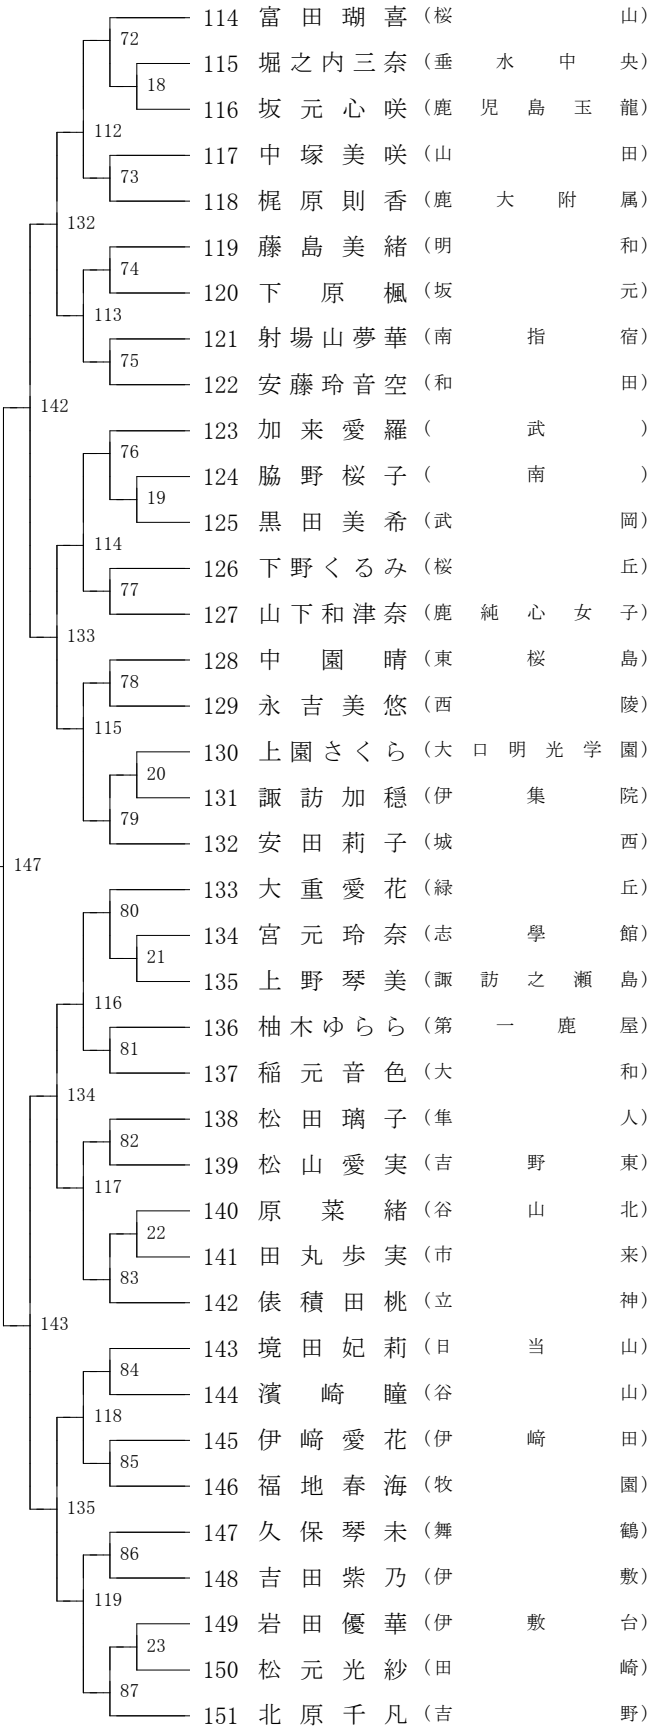 114 富田瑚喜 （桜山）
72
115 堀之内三奈 （垂水中央）
18
116 坂元心咲 （鹿児島玉龍）
112
117 中塚美咲 （山田）
73
118 梶原則香 （鹿大附属）
132
119 藤島美緒 （明和）
74
120 下原楓 （坂元）
113
121 射場山夢華 （南指宿）
75
122 安藤玲音空 （和田）
142
123 加来愛羅 （武）
76
124 脇野桜子 （南）
19
125 黒田美希 （武岡）
114
126 下野くるみ （桜丘）
77
127 山下和津奈 （鹿純心女子）
133
128 中園晴 （東桜島）
78
129 永吉美悠 （西陵）
115
130 上園さくら （大口明光学園）
20
131 諏訪加穏 （伊集院）
79
132 安田莉子 （城西）
147
133 大重愛花 （緑丘）
80
134 宮元玲奈 （志學館）
21
135 上野琴美 （諏訪之瀬島）
116
136 柚木ゆらら （第一鹿屋）
81
137 稲元音色 （大和）
134
138 松田璃子 （隼人）
82
139 松山愛実 （吉野東）
117
140 原菜緒 （谷山北）
22
141 田丸歩実 （市来）
83
142 俵積田桃 （立神）
143
143 境田妃莉 （日当山）
84
144 濱崎瞳 （谷山）
118
145 伊﨑愛花 （伊﨑田）
85
146 福地春海 （牧園）
135
147 久保琴未 （舞鶴）
86
148 吉田紫乃 （伊敷）
119
149 岩田優華 （伊敷台）
23
150 松元光紗 （田崎）
87
151 北原千凡 （吉野）